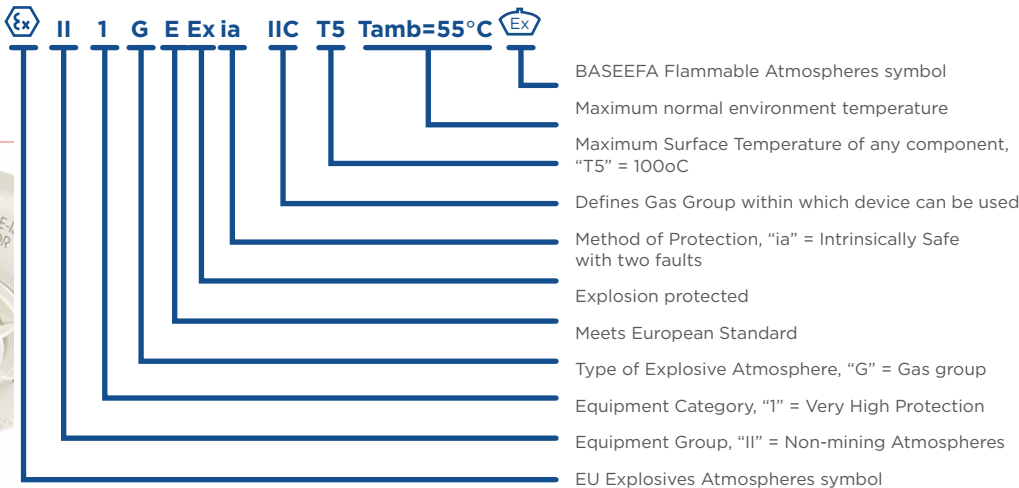 Ex II 1 G E Ex ia IIC T5 Tamb=55°C Ex
BASEEFA Flammable Atmospheres symbol
Maximum normal environment temperature
Maximum Surface Temperature of any component,
“T5” = 100oC
Defines Gas Group within which device can be used
Method of Protection, “ia” = Intrinsically Safe
with two faults
Explosion protected
Meets European Standard
Type of Explosive Atmosphere, “G” = Gas group
Equipment Category, “1” = Very High Protection
Equipment Group, “II” = Non-mining Atmospheres
EU Explosives Atmospheres symbol